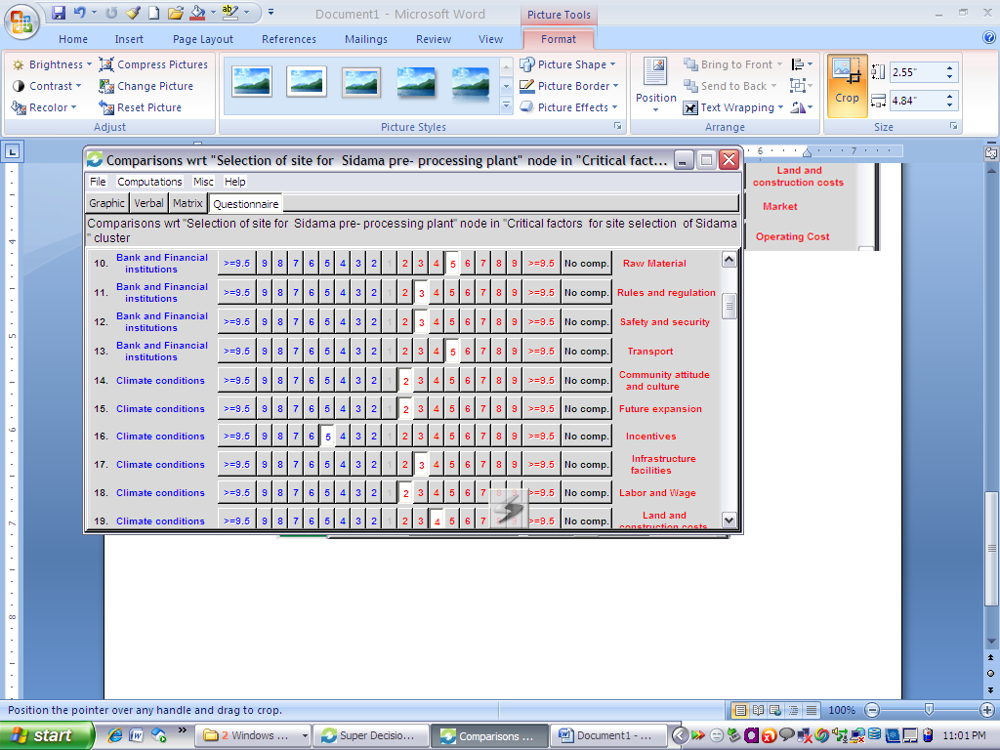 Document1 - Microsoft Word
Picture Tools
Home Insert Page Layout References Mailings Review View Format
Brightness Compress Pictures Picture Shape Bring to Front 2.55"
Contrast Change Picture Picture Border Send to Back 4.84"
Recolor Reset Picture Picture Effects Position Text Wrapping Crop
Adjust Picture Styles Arrange Size
Comparisons wrt "Selection of site for Sidama pre- processing plant" node in "Critical fact...
File Computations Misc Help
Graphic Verbal Matrix Questionnaire
Comparisons wrt "Selection of site for Sidama pre- processing plant" node in "Critical factors for site selection of Sidama
" cluster
10. Bank and Financial institutions >=9.5 9 8 7 6 5 4 3 2 1 2 3 4 5 6 7 8 9 >=9.5 No comp. Raw Material
11. Bank and Financial institutions >=9.5 9 8 7 6 5 4 3 2 1 2 3 4 5 6 7 8 9 >=9.5 No comp. Rules and regulation
12. Bank and Financial institutions >=9.5 9 8 7 6 5 4 3 2 1 2 3 4 5 6 7 8 9 >=9.5 No comp. Safety and security
13. Bank and Financial institutions >=9.5 9 8 7 6 5 4 3 2 1 2 3 4 5 6 7 8 9 >=9.5 No comp. Transport
14. Climate conditions >=9.5 9 8 7 6 5 4 3 2 1 2 3 4 5 6 7 8 9 >=9.5 No comp. Community attitude and culture
15. Climate conditions >=9.5 9 8 7 6 5 4 3 2 1 2 3 4 5 6 7 8 9 >=9.5 No comp. Future expansion
16. Climate conditions >=9.5 9 8 7 6 5 4 3 2 1 2 3 4 5 6 7 8 9 >=9.5 No comp. Incentives
17. Climate conditions >=9.5 9 8 7 6 5 4 3 2 1 2 3 4 5 6 7 8 9 >=9.5 No comp. Infrastructure facilities
18. Climate conditions >=9.5 9 8 7 6 5 4 3 2 1 2 3 4 5 6 7 8 9 >=9.5 No comp. Labor and Wage
19. Climate conditions >=9.5 9 8 7 6 5 4 3 2 1 2 3 4 5 6 7 >=9.5 No comp. Land and construction costs
6 7
Land and
construction costs
Market
Operating Cost
4
5
6
7
8
Position the pointer over any handle and drag to crop.
100%
start 2 Windows ... Super Decisio... Comparisons ... Document1 - ... 11:01 PM